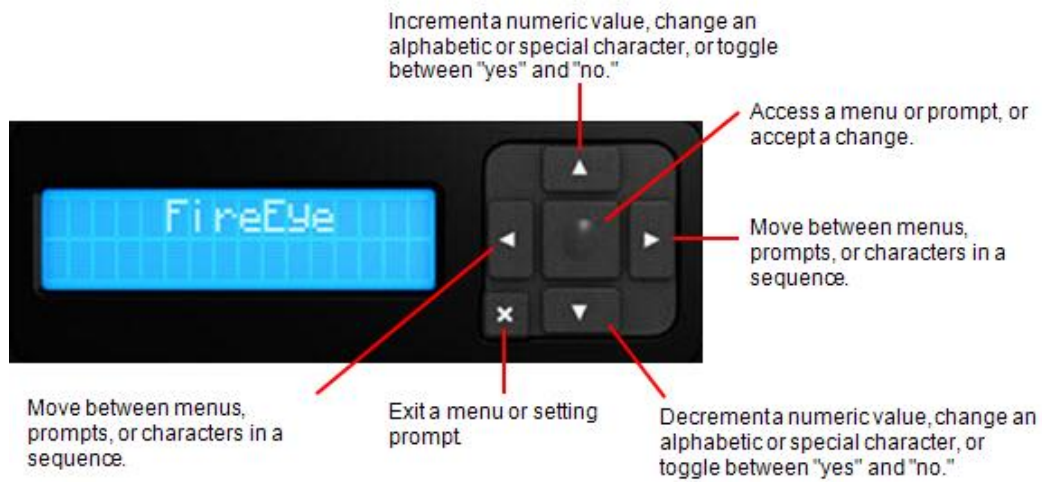 Increment a numeric value, change an
alphabetic or special character, or toggle
between "yes" and "no."
Access a menu or prompt, or
accept a change.
FireEye
Move between menus,
prompts, or characters in a
sequence.
Move between menus,
prompts, or characters in a
sequence.
Exit a menu or setting
prompt.
Decrement a numeric value, change an
alphabetic or special character, or
toggle between "yes" and "no."